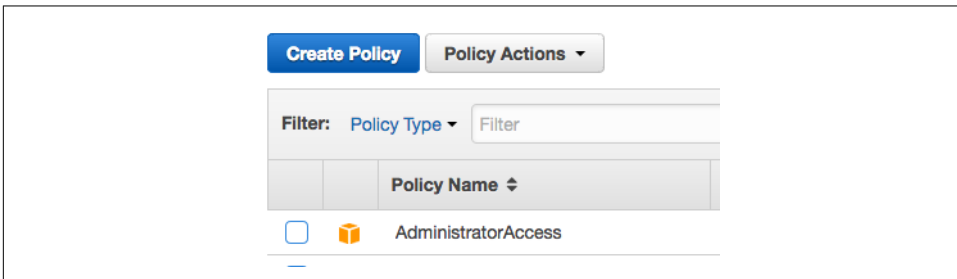 Create Policy Policy Actions
Filter: Policy Type Filter
Policy Name
AdministratorAccess